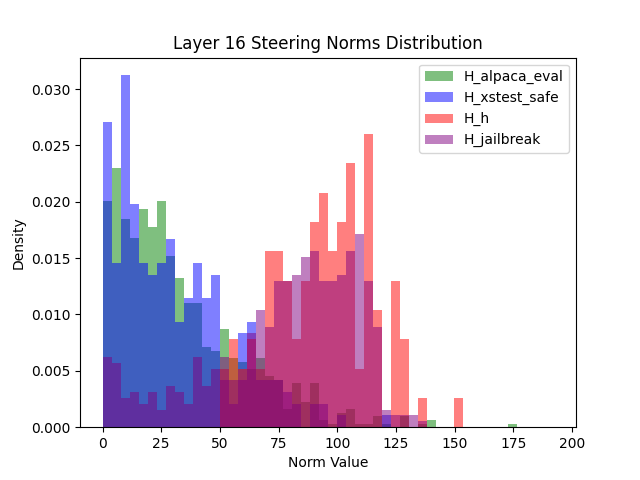 Layer 16 Steering Norms Distribution
H_alpaca_eval
H_xstest_safe
H_h
H_jailbreak
Density
0.030
0.025
0.020
0.015
0.010
0.005
0.000
0 25 50 75 100 125 150 175 200
Norm Value